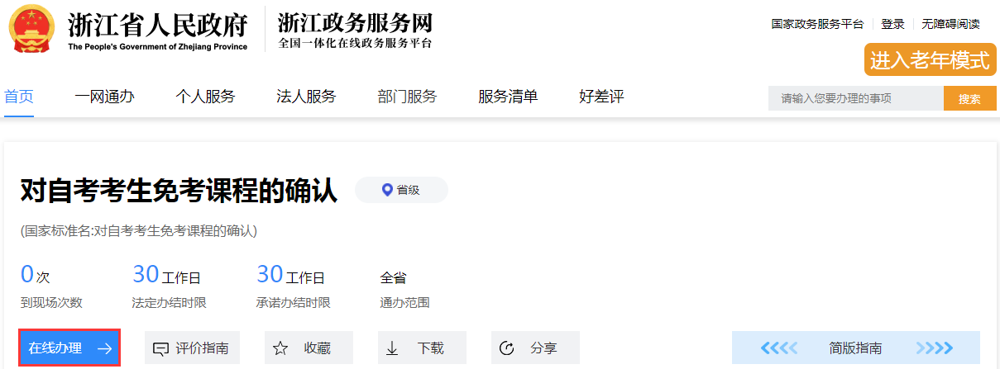 浙江省人民政府
The People's Government of Zhejiang Province
浙江政务服务网
全国一体化在线政务服务平台
国家政务服务平台 登录 无障碍阅读
进入老年模式
首页 一网通办 个人服务 法人服务 部门服务 服务清单 好差评
请输入您要办理的事项 搜索
对自考考生免考课程的确认 省级
(国家标准名:对自考考生免考课程的确认)
0次 30工作日 30工作日 全省
到现场次数 法定办结时限 承诺办结时限 通办范围
在线办理 评价指南 收藏 下载 分享 简版指南